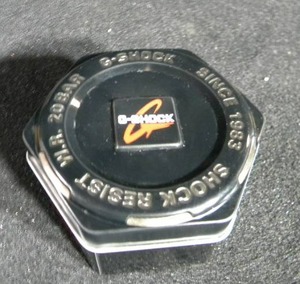 G-SHOCK
SINCE 1983
SHOCK RESIST
W.R. 20BAR
G-SHOCK